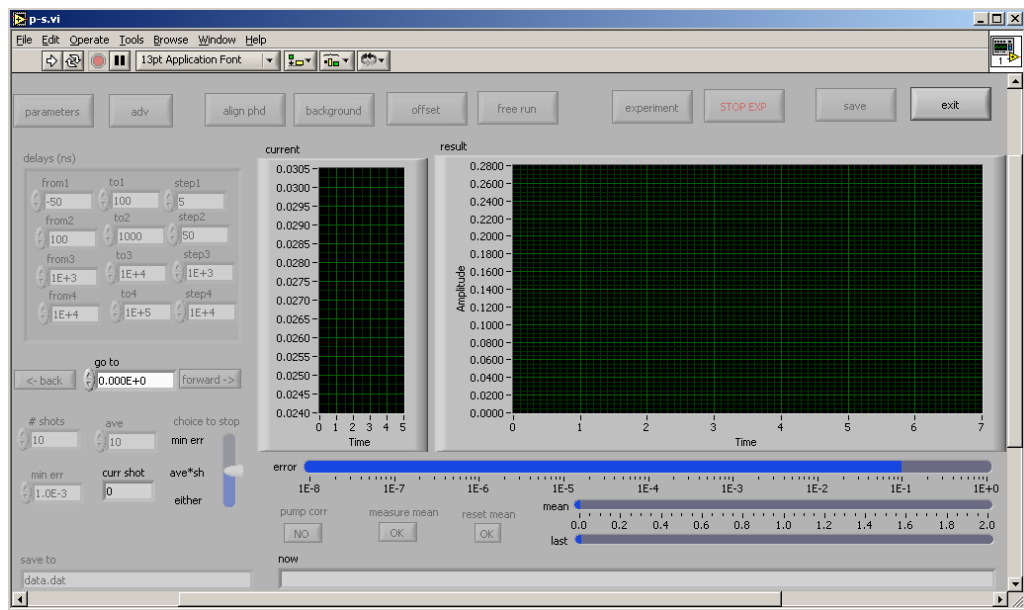 p-s.vi
File Edit Operate Tools Browse Window Help
13pt Application Font
1
parameters adv align phd background offset free run experiment STOP EXP save exit
delays (ns)
from1 to1 step1
-50 100 5
from2 to2 step2
100 1000 50
from3 to3 step3
1E+3 1E+4 1E+3
from4 to4 step4
1E+4 1E+5 1E+4
go to
<- back 0.000E+0 forward ->
# shots ave choice to stop
10 10 min err
min err curr shot ave*sh
1.0E-3 0 either
save to
data.dat
current
0.0305
0.0300
0.0295
0.0290
0.0285
0.0280
0.0275
0.0270
0.0265
0.0260
0.0255
0.0250
0.0245
0.0240
0 1 2 3 4 5
Time
result
Amplitude
0.2800
0.2600
0.2400
0.2200
0.2000
0.1800
0.1600
0.1400
0.1200
0.1000
0.0800
0.0600
0.0400
0.0200
0.0000
0 1 2 3 4 5 6 7
Time
error
1E-8 1E-7 1E-6 1E-5 1E-4 1E-3 1E-2 1E-1 1E+0
pump corr measure mean reset mean
NO OK OK
mean
0.0 0.2 0.4 0.6 0.8 1.0 1.2 1.4 1.6 1.8 2.0
last
now